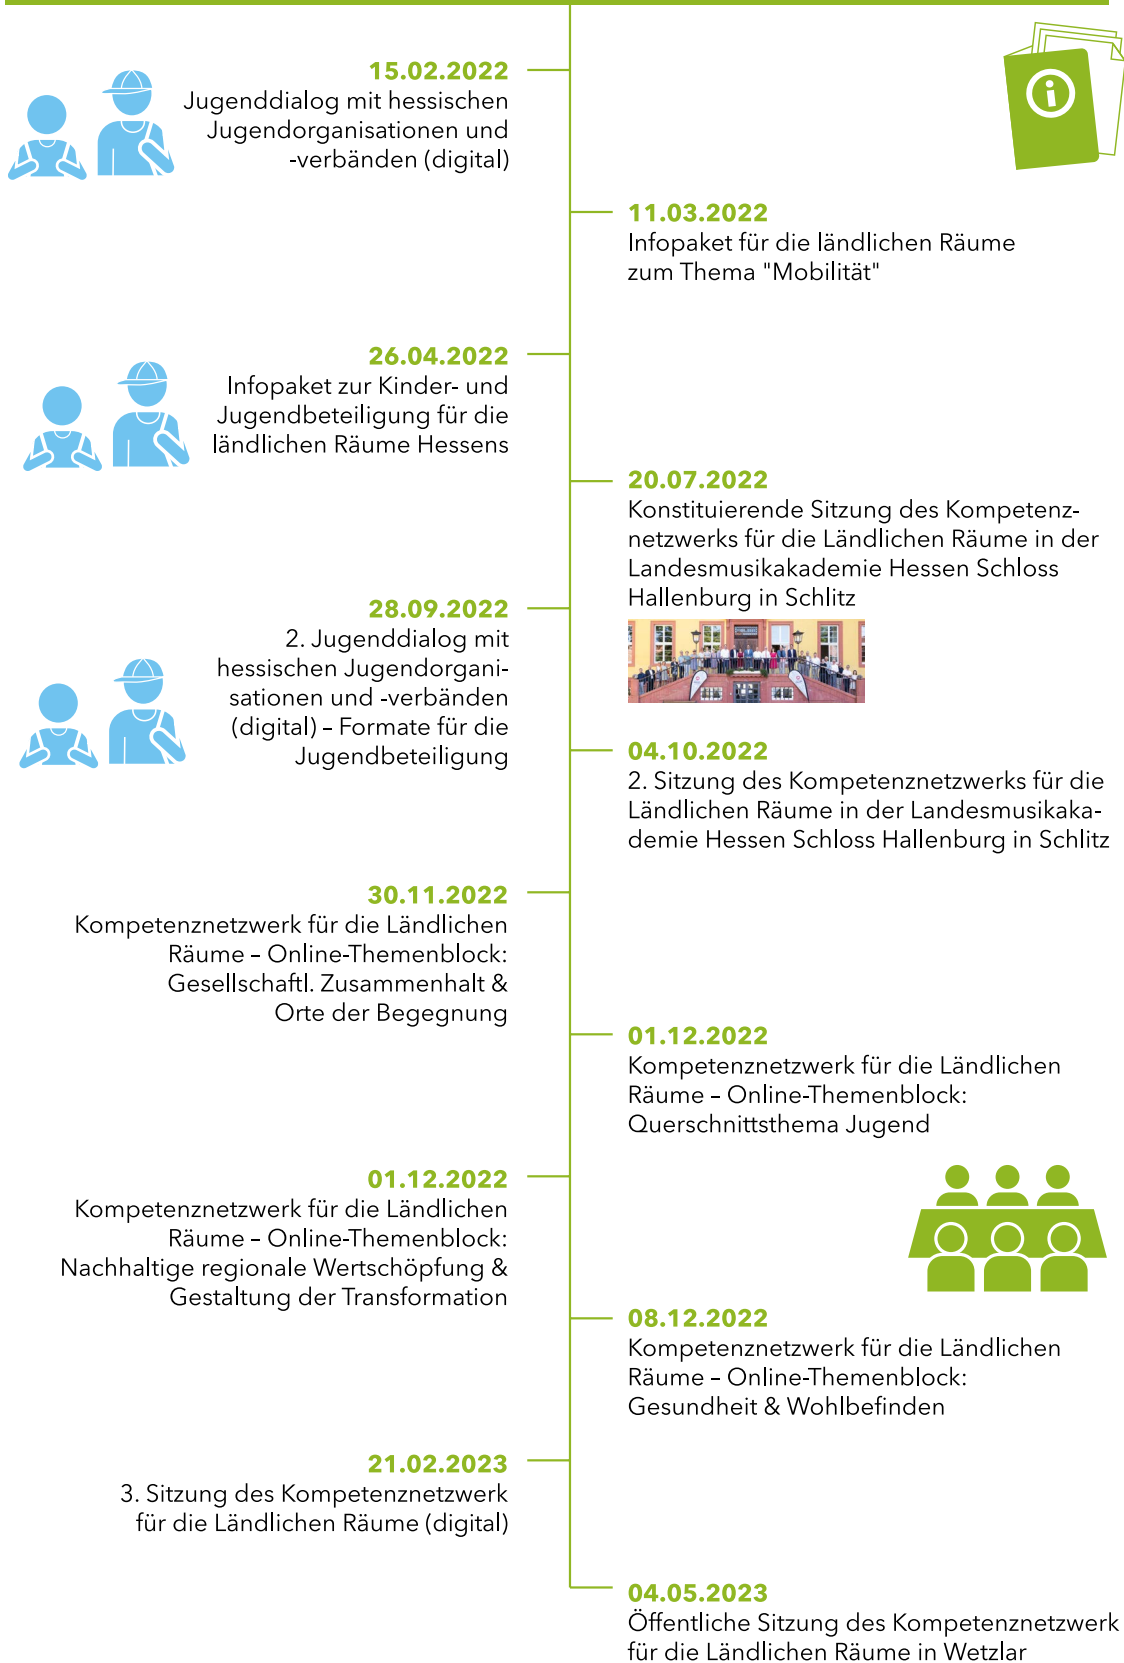 15.02.2022
Jugenddialog mit hessischen
Jugendorganisationen und
-verbänden (digital)
11.03.2022
Infopaket für die ländlichen Räume
zum Thema "Mobilität"
26.04.2022
Infopaket zur Kinder- und
Jugendbeteiligung für die
ländlichen Räume Hessens
20.07.2022
Konstituierende Sitzung des Kompetenz-
netzwerks für die Ländlichen Räume in der
Landesmusikakademie Hessen Schloss
Hallenburg in Schlitz
28.09.2022
2. Jugenddialog mit
hessischen Jugendorgani-
sationen und -verbänden
(digital) – Formate für die
Jugendbeteiligung
04.10.2022
2. Sitzung des Kompetenznetzwerks für die
Ländlichen Räume in der Landesmusikaka-
demie Hessen Schloss Hallenburg in Schlitz
30.11.2022
Kompetenznetzwerk für die Ländlichen
Räume – Online-Themenblock:
Gesellschaftl. Zusammenhalt &
Orte der Begegnung
01.12.2022
Kompetenznetzwerk für die Ländlichen
Räume – Online-Themenblock:
Querschnittsthema Jugend
01.12.2022
Kompetenznetzwerk für die Ländlichen
Räume – Online-Themenblock:
Nachhaltige regionale Wertschöpfung &
Gestaltung der Transformation
08.12.2022
Kompetenznetzwerk für die Ländlichen
Räume – Online-Themenblock:
Gesundheit & Wohlbefinden
21.02.2023
3. Sitzung des Kompetenznetzwerk
für die Ländlichen Räume (digital)
04.05.2023
Öffentliche Sitzung des Kompetenznetzwerk
für die Ländlichen Räume in Wetzlar